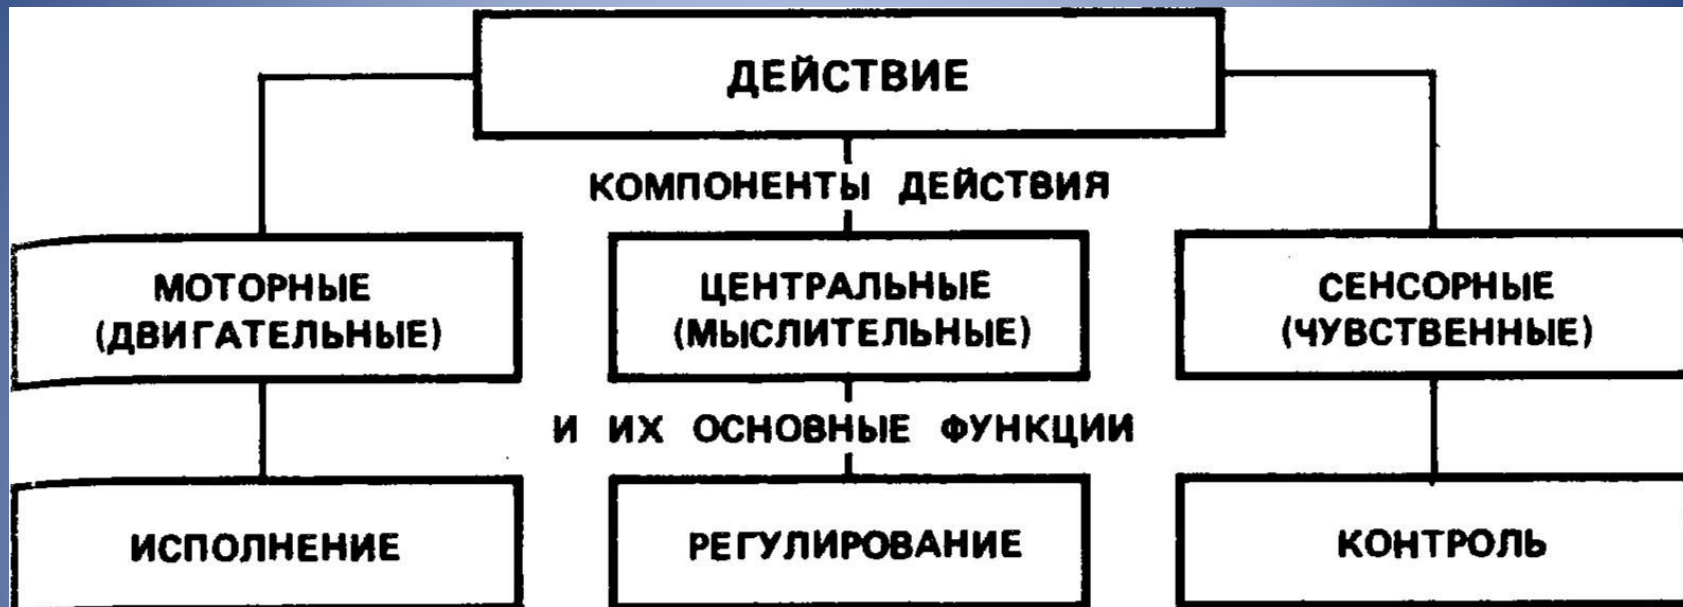 ДЕЙСТВИЕ
КОМПОНЕНТЫ ДЕЙСТВИЯ
МОТОРНЫЕ
(ДВИГАТЕЛЬНЫЕ)
ЦЕНТРАЛЬНЫЕ
(МЫСЛИТЕЛЬНЫЕ)
СЕНСОРНЫЕ
(ЧУВСТВЕННЫЕ)
И ИХ ОСНОВНЫЕ ФУНКЦИИ
ИСПОЛНЕНИЕ
РЕГУЛИРОВАНИЕ
КОНТРОЛЬ